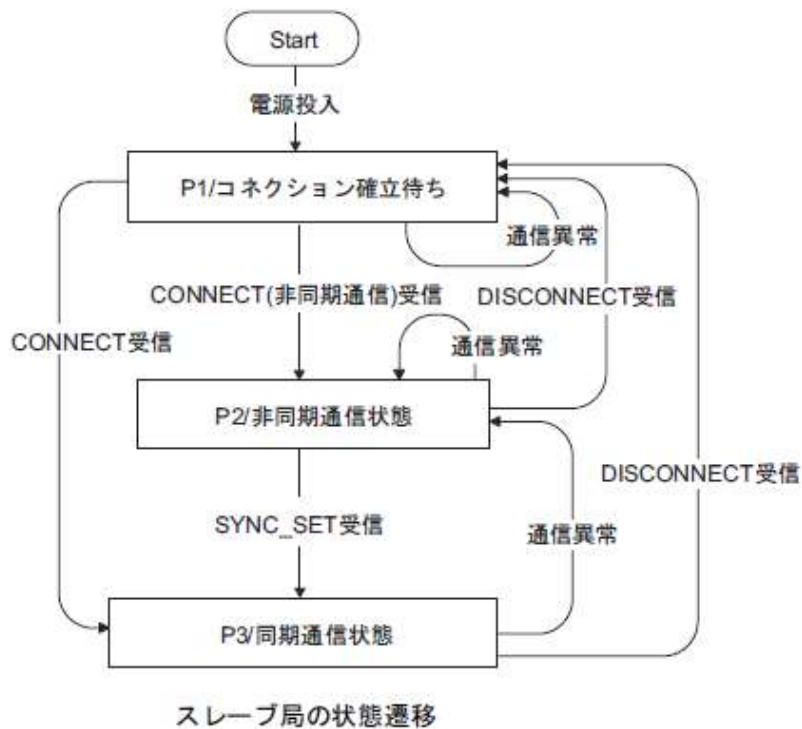 Start
電源投入
P1/コネクション確立待ち
通信異常
CONNECT(非同期通信)受信
DISCONNECT受信
CONNECT受信
通信異常
P2/非同期通信状態
DISCONNECT受信
SYNC_SET受信
通信異常
P3/同期通信状態
スレーブ局の状態遷移